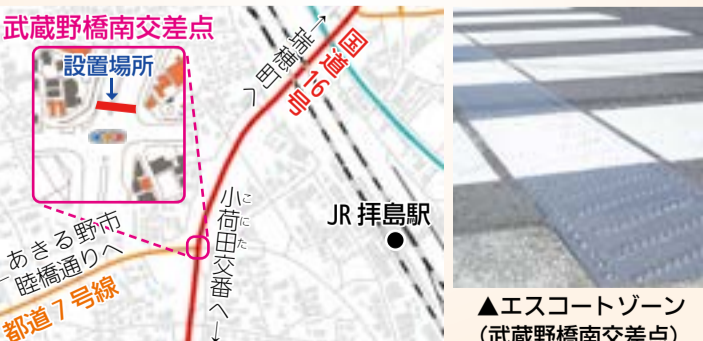 武蔵野橋南交差点
設置場所
瑞穂町へ→
国道16号
小荷田交番へ→
こにた
JR 拝島駅
あきる野市
睦橋通りへ
都道7号線
▲エスコートゾーン
（武蔵野橋南交差点）